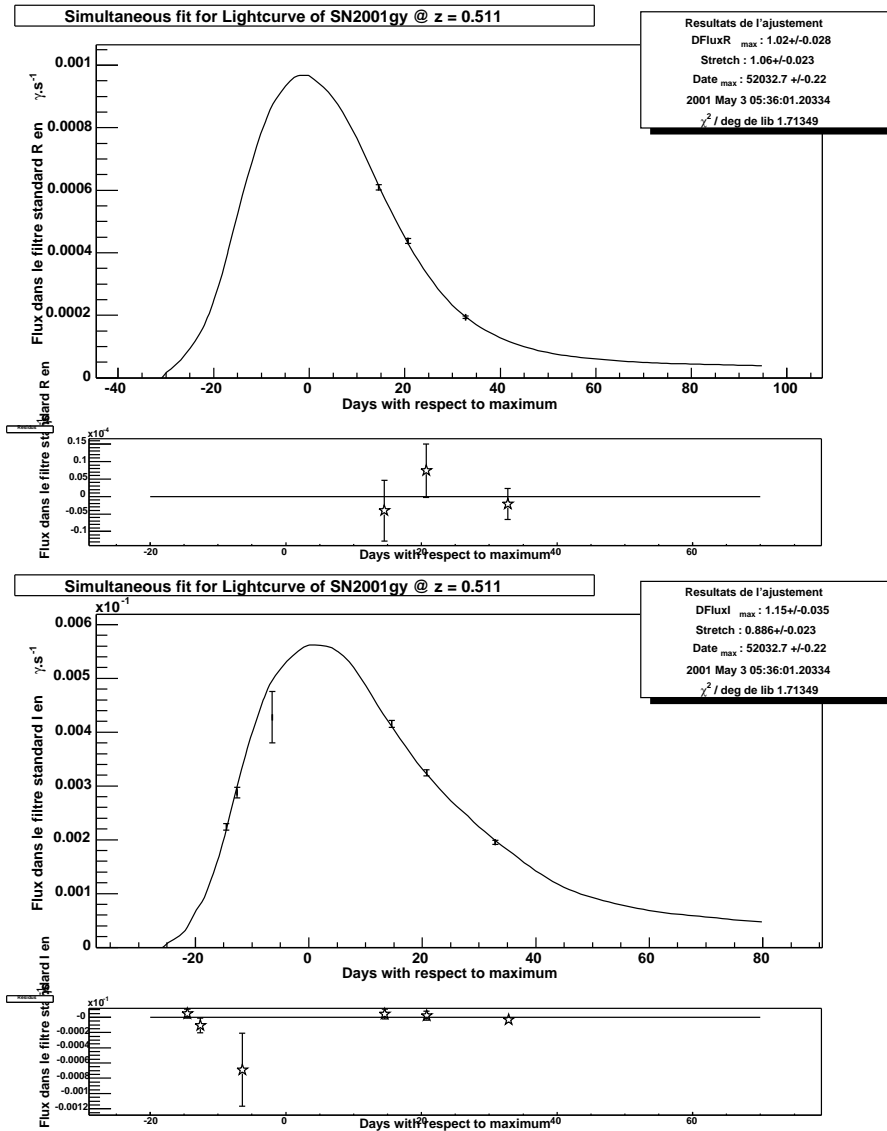 Simultaneous fit for Lightcurve of SN2001gy @ z = 0.511
Resultats de l'ajustement
DFluxR max : 1.02+/-0.028
Stretch : 1.06+/-0.023
Date max : 52032.7 +/-0.22
2001 May 3 05:36:01.20334
χ² / deg de lib 1.71349
Flux dans le filtre standard R en γ.s⁻¹
0.001
0.0008
0.0006
0.0004
0.0002
0
-40 -20 0 20 40 60 80 100
Days with respect to maximum
Flux dans le filtre standard R en
x10⁻⁴
0.15
0.1
0.05
0
-0.05
-0.1
-20 0 20 40 60
Days with respect to maximum
Simultaneous fit for Lightcurve of SN2001gy @ z = 0.511
Resultats de l'ajustement
DFluxI max : 1.15+/-0.035
Stretch : 0.886+/-0.023
Date max : 52032.7 +/-0.22
2001 May 3 05:36:01.20334
χ² / deg de lib 1.71349
Flux dans le filtre standard I en γ.s⁻¹
x10⁻¹
0.006
0.005
0.004
0.003
0.002
0.001
0
-20 0 20 40 60 80
Days with respect to maximum
Flux dans le filtre standard I en
x10⁻¹
-0
-0.0002
-0.0004
-0.0006
-0.0008
-0.001
-0.0012
-20 0 20 40 60
Days with respect to maximum